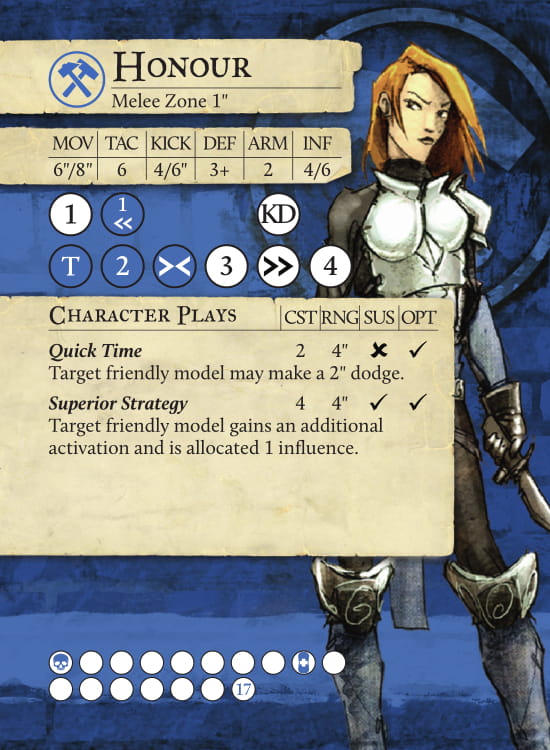 Honour
Melee Zone 1"
MOV TAC KICK DEF ARM INF
6"/8" 6 4/6" 3+ 2 4/6
1 1 << KD
T 2 >< 3 >> 4
Character Plays CST RNG SUS OPT
Quick Time 2 4" ✘ ✓
Target friendly model may make a 2" dodge.
Superior Strategy 4 4" ✓ ✓
Target friendly model gains an additional
activation and is allocated 1 influence.
17